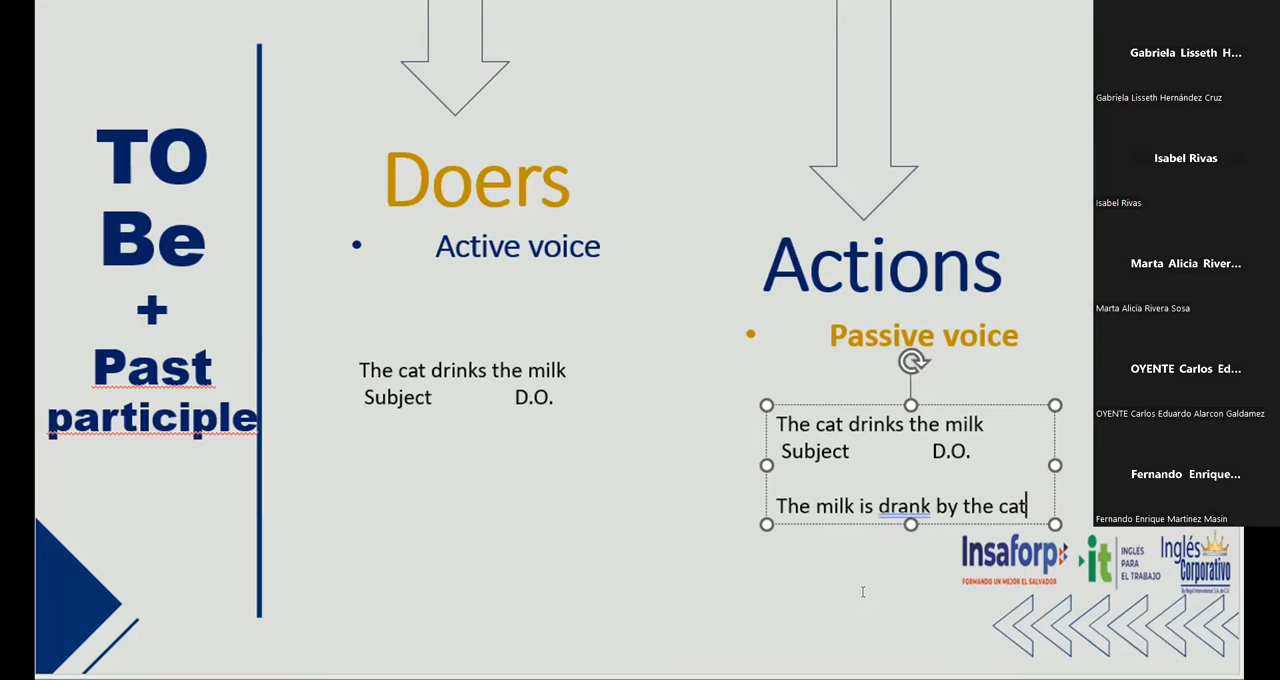 TO
Be
+
Past
participle
Doers
• Active voice
The cat drinks the milk
Subject D.O.
Actions
• Passive voice
The cat drinks the milk
Subject D.O.
The milk is drank by the cat
Insaforp
FORMANDO UN MEJOR EL SALVADOR
it
INGLÉS
PARA
EL TRABAJO
Inglés
Corporativo
Gabriela Lisseth H...
Gabriela Lisseth Hernández Cruz
Isabel Rivas
Isabel Rivas
Marta Alicia River...
Marta Alicia Rivera Sosa
OYENTE Carlos Ed...
OYENTE Carlos Eduardo Alarcon Galdamez
Fernando Enrique...
Fernando Enrique Martinez Masin